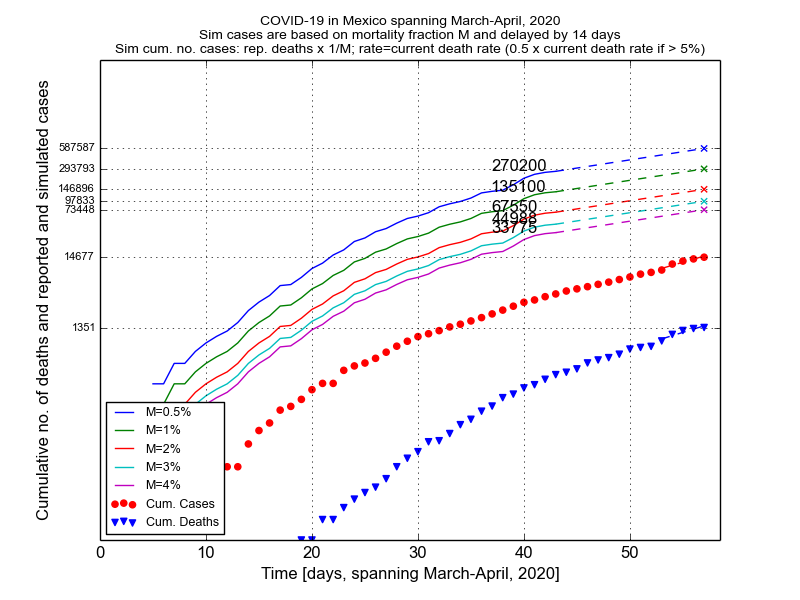 COVID-19 in Mexico spanning March-April, 2020
Sim cases are based on mortality fraction M and delayed by 14 days
Sim cum. no. cases: rep. deaths x 1/M; rate=current death rate (0.5 x current death rate if > 5%)
Cumulative no. of deaths and reported and simulated cases
587587
293793
146896
97833
73448
14677
1351
270200
135100
67550
44988
33775
M=0.5%
M=1%
M=2%
M=3%
M=4%
Cum. Cases
Cum. Deaths
0 10 20 30 40 50
Time [days, spanning March-April, 2020]